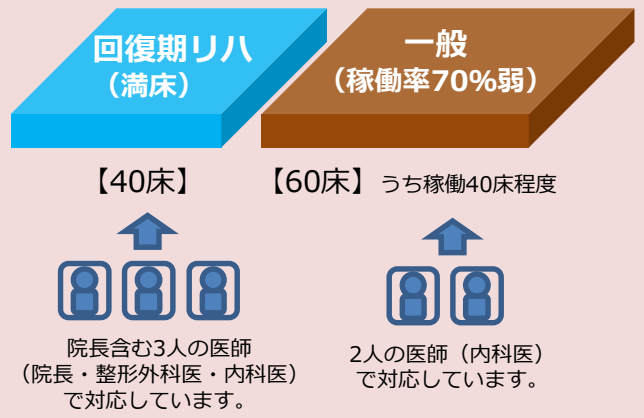 回復期リハ
（満床）
一般
（稼働率70%弱）
【40床】
【60床】うち稼働40床程度
院長含む3人の医師
（院長・整形外科医・内科医）
で対応しています。
2人の医師（内科医）
で対応しています。